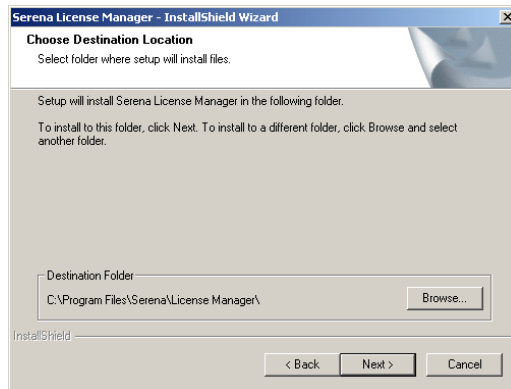 Serena License Manager - InstallShield Wizard
Choose Destination Location
Select folder where setup will install files.
Setup will install Serena License Manager in the following folder.
To install to this folder, click Next. To install to a different folder, click Browse and select
another folder.
Destination Folder
C:\Program Files\Serena\License Manager\
Browse...
InstallShield
< Back
Next >
Cancel